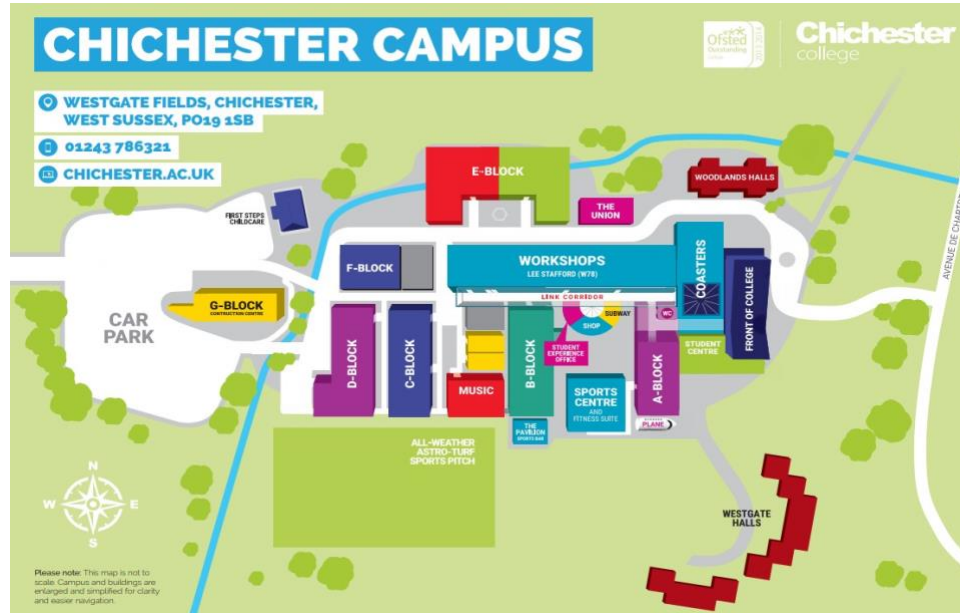 CHICHESTER CAMPUS
Ofsted
Outstanding
Chichester
college
WESTGATE FIELDS, CHICHESTER,
WEST SUSSEX, PO19 1SB
01243 786321
CHICHESTER.AC.UK
E-BLOCK
WOODLANDS HALLS
THE
UNION
FIRST STEPS
CHILDCARE
F-BLOCK
WORKSHOPS
LEE STAFFORD (W78)
COASTERS
FRONT OF COLLEGE
AVENUE DE CHARTRE
LINK CORRIDOR
G-BLOCK
CONTRUCTION CENTRE
CAR
PARK
SUBWAY
SHOP
WC
STUDENT
EXPERIENCE
OFFICE
STUDENT
CENTRE
D-BLOCK
C-BLOCK
B-BLOCK
A-BLOCK
MUSIC
SPORTS
CENTRE
AND
FITNESS SUITE
THE
PAVILION
SPORTS BAR
PLANE
ALL-WEATHER
ASTRO-TURF
SPORTS PITCH
N
W
E
S
WESTGATE
HALLS
Please note: This map is not to
scale. Campus and buildings are
enlarged and simplified for clarity
and easier navigation.